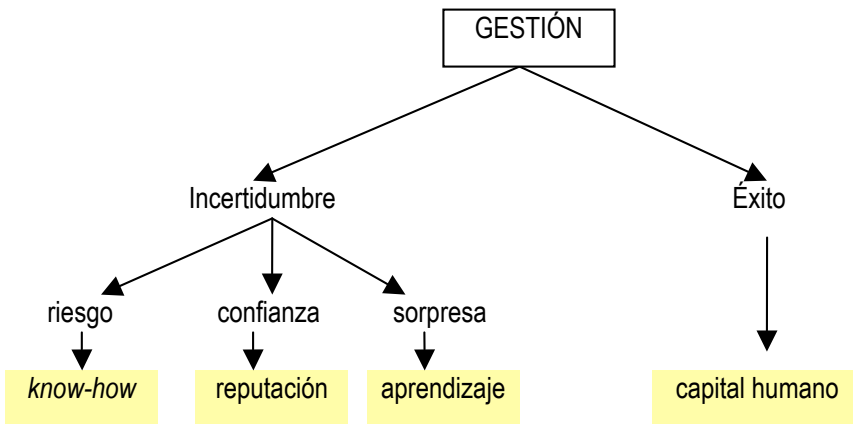 GESTIÓN
Incertidumbre Éxito
riesgo confianza sorpresa
know-how reputación aprendizaje capital humano